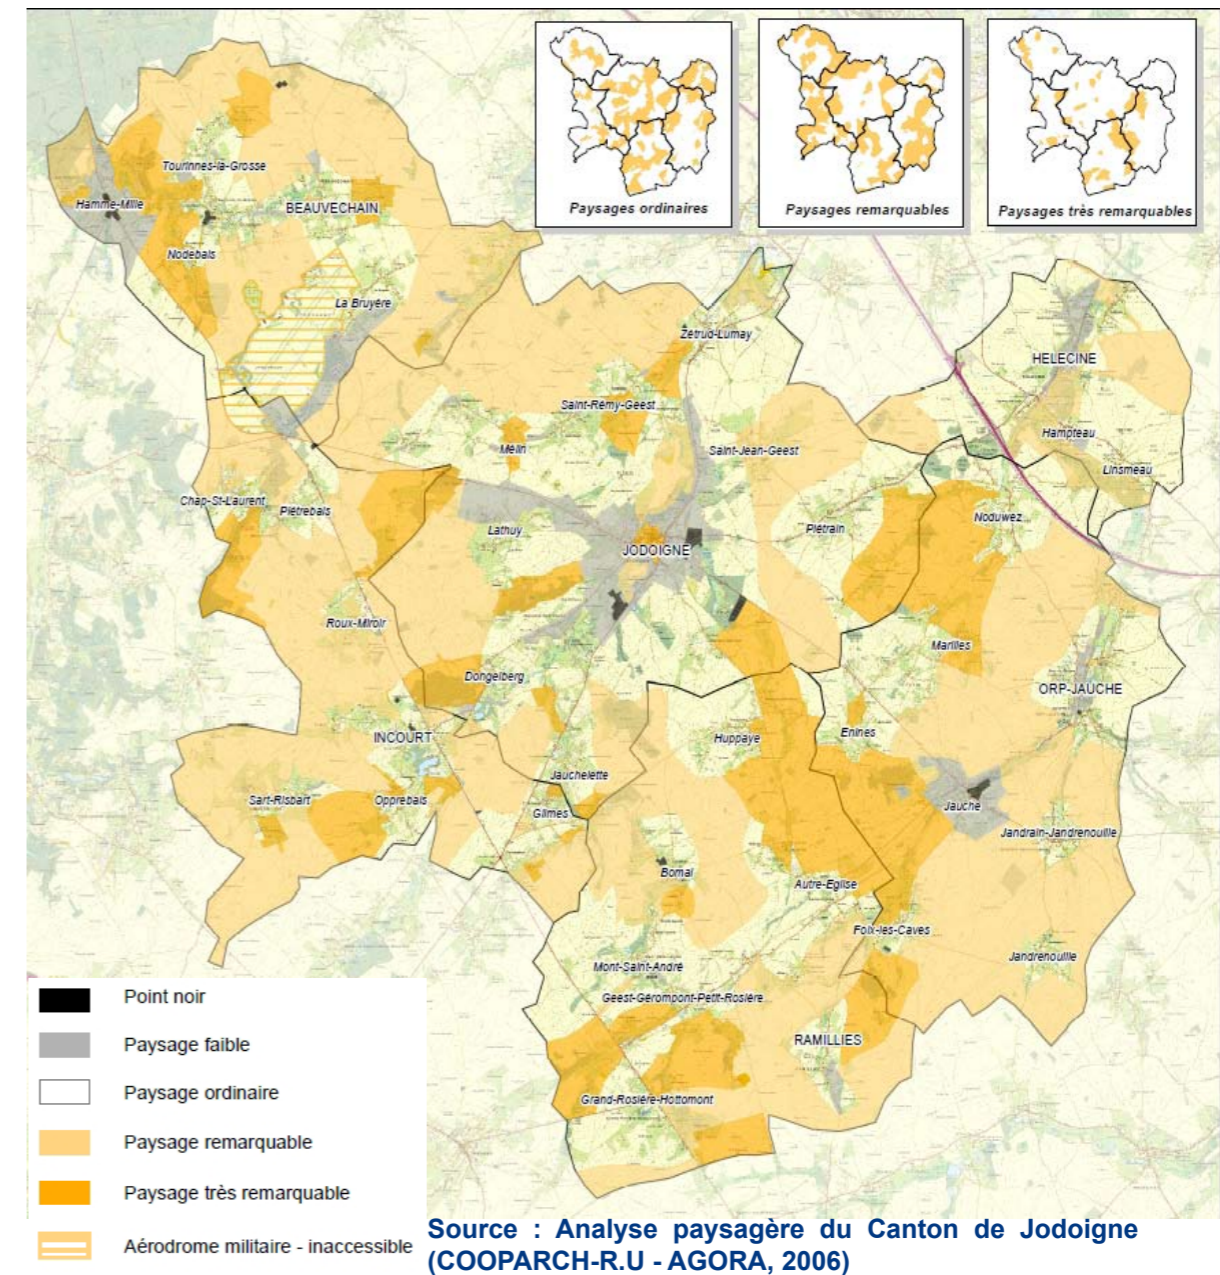 Paysages ordinaires
Paysages remarquables
Paysages très remarquables
Tourinnes-la-Grosse
Hamme-Mille
BEAUVECHAIN
Nodebais
La Bruyère
Zétrud-Lumay
HELECINE
Saint-Rémy-Geest
Hampteau
Mélin
Saint-Jean-Geest
Linsmeau
Chap-St-Laurent
Piétrebais
Noduwez
Lathuy
Piétrain
JODOIGNE
Roux-Miroir
Marilles
Dongelberg
ORP-JAUCHE
INCOURT
Huppaye
Enines
Jauchelette
Sart-Risbart
Opprebais
Glimes
Jauche
Jandrain-Jandrenouille
Bomal
Autre-Eglise
Folx-les-Caves
Jandrenouille
Mont-Saint-André
Geest-Gérompont-Petit-Rosière
RAMILLIES
Grand-Rosière-Hottomont
Point noir
Paysage faible
Paysage ordinaire
Paysage remarquable
Paysage très remarquable
Aérodrome militaire - inaccessible
Source : Analyse paysagère du Canton de Jodoigne
(COOPARCH-R.U - AGORA, 2006)